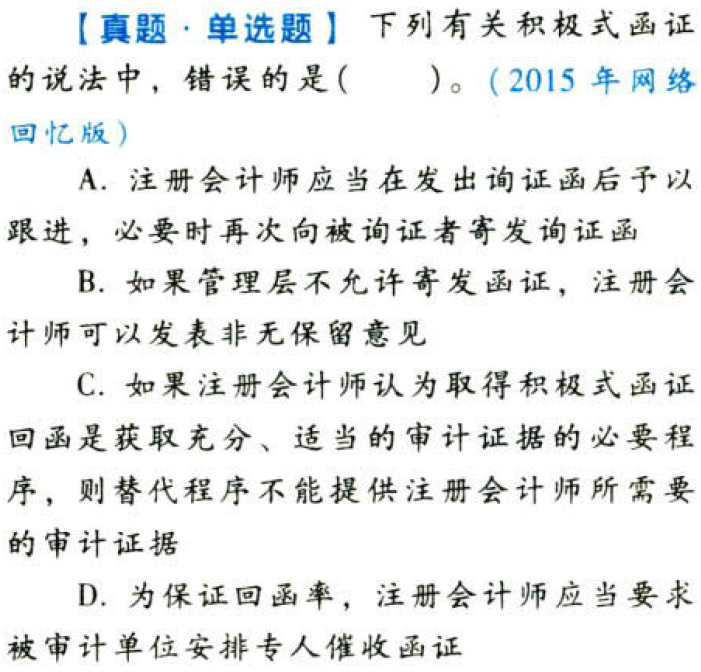 【真题·单选题】 下列有关积极式函证
的说法中，错误的是(　　)。(2015 年网络
回忆版)
A. 注册会计师应当在发出询证函后予以
跟进，必要时再次向被询证者寄发询证函
B. 如果管理层不允许寄发函证，注册会
计师可以发表非无保留意见
C. 如果注册会计师认为取得积极式函证
回函是获取充分、适当的审计证据的必要程
序，则替代程序不能提供注册会计师所需要
的审计证据
D. 为保证回函率，注册会计师应当要求
被审计单位安排专人催收函证